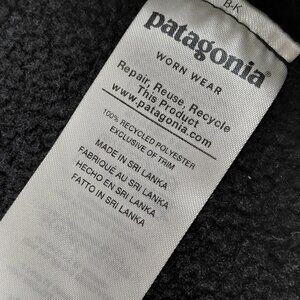 B-K
patagonia®
WORN WEAR
Repair, Reuse, Recycle
This Product
www.patagonia.com
100% RECYCLED POLYESTER
EXCLUSIVE OF TRIM
MADE IN SRI LANKA
FABRIQUÉ AU SRI LANKA
HECHO EN SRI LANKA
FATTO IN SRI LANKA